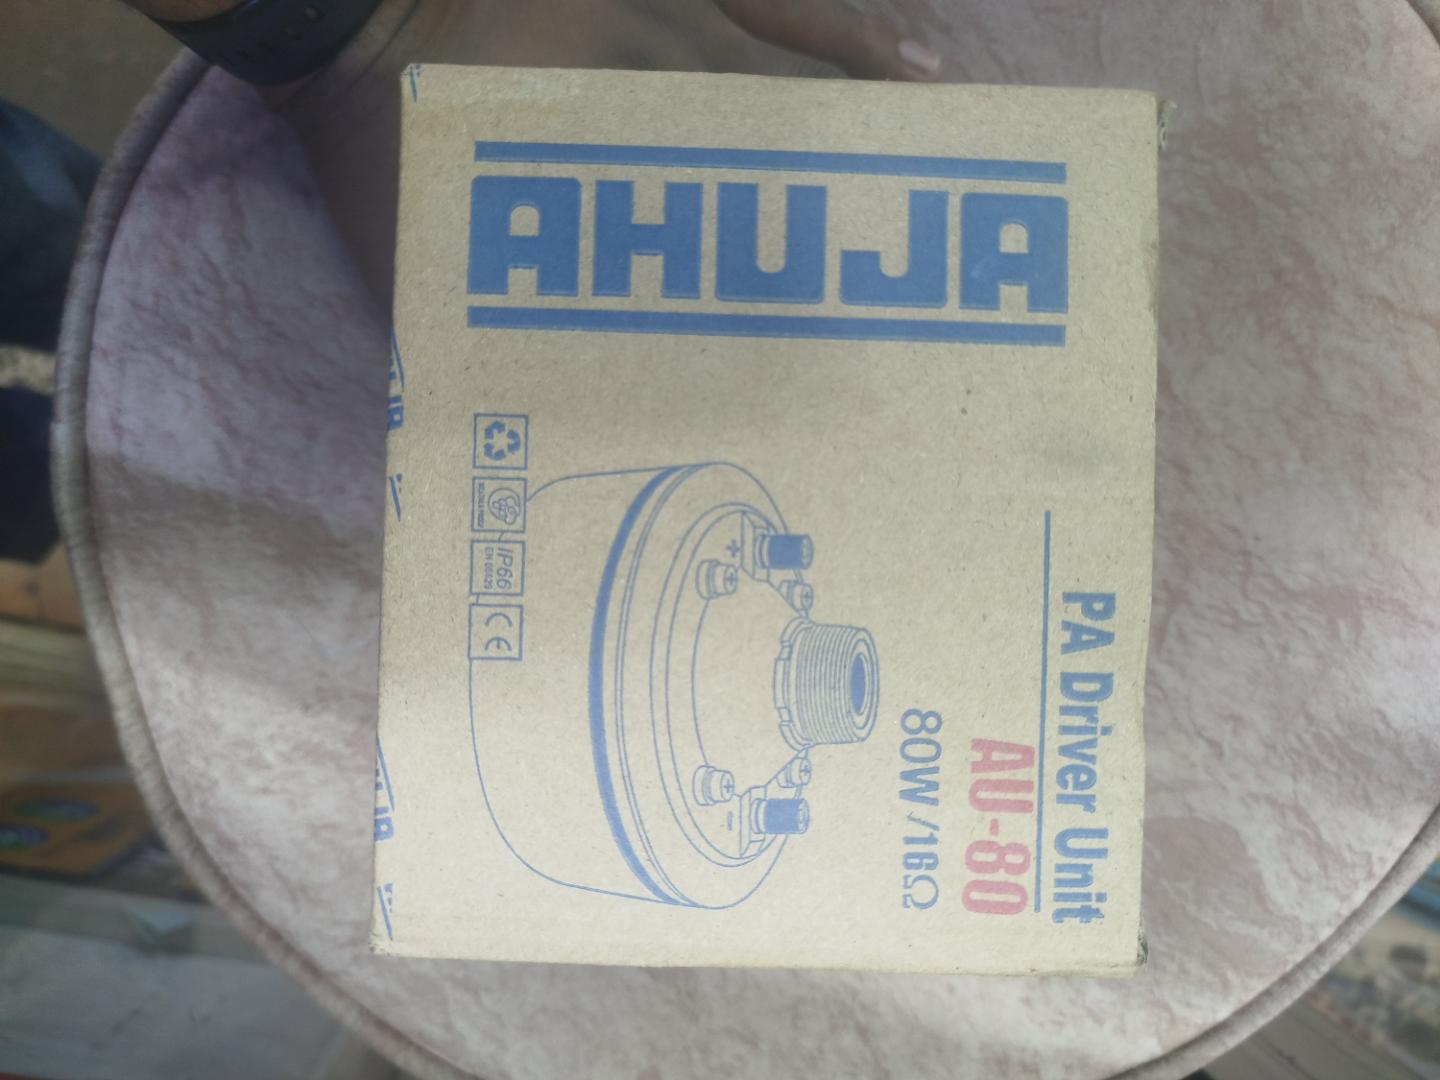 AHUJA
PA Driver Unit
AU-80
80W/16Ω
+
-
IP66
EN 60529
CE